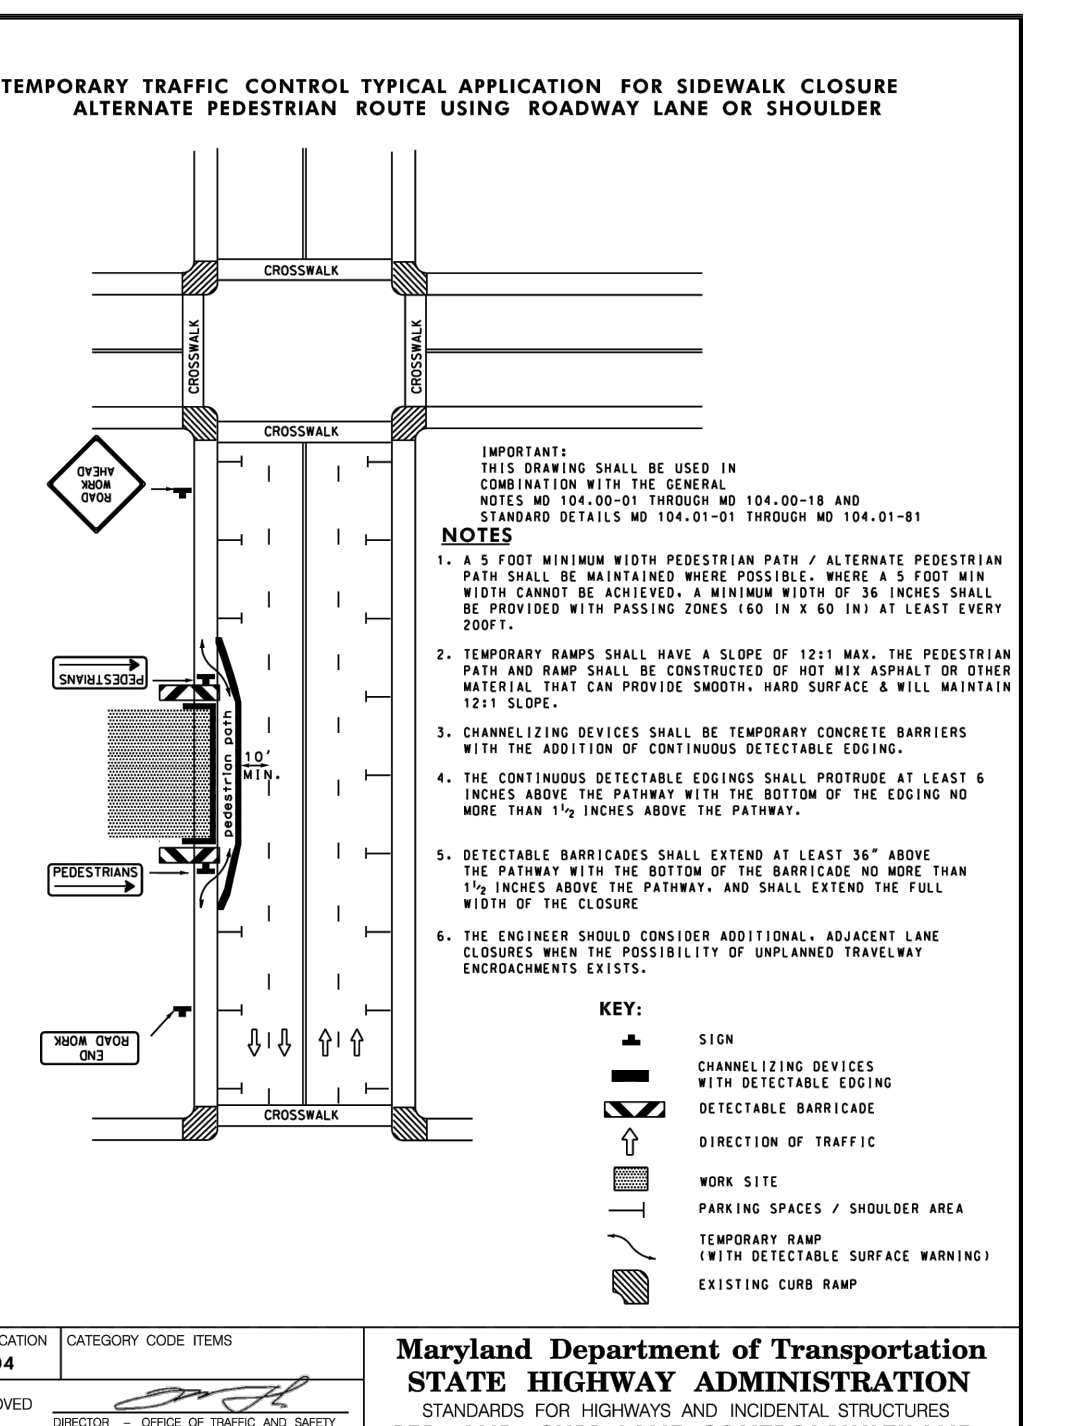 TEMPORARY TRAFFIC CONTROL TYPICAL APPLICATION FOR SIDEWALK CLOSURE
ALTERNATE PEDESTRIAN ROUTE USING ROADWAY LANE OR SHOULDER
CROSSWALK
CROSSWALK
CROSSWALK
CROSSWALK
ROAD
WORK
AHEAD
PEDESTRIANS
pedestrian path
10'
MIN.
PEDESTRIANS
END
ROAD WORK
CROSSWALK
IMPORTANT:
THIS DRAWING SHALL BE USED IN
COMBINATION WITH THE GENERAL
NOTES MD 104.00-01 THROUGH MD 104.00-18 AND
STANDARD DETAILS MD 104.01-01 THROUGH MD 104.01-81
NOTES
1. A 5 FOOT MINIMUM WIDTH PEDESTRIAN PATH / ALTERNATE PEDESTRIAN
PATH SHALL BE MAINTAINED WHERE POSSIBLE. WHERE A 5 FOOT MIN
WIDTH CANNOT BE ACHIEVED, A MINIMUM WIDTH OF 36 INCHES SHALL
BE PROVIDED WITH PASSING ZONES (60 IN X 60 IN) AT LEAST EVERY
200FT.
2. TEMPORARY RAMPS SHALL HAVE A SLOPE OF 12:1 MAX. THE PEDESTRIAN
PATH AND RAMP SHALL BE CONSTRUCTED OF HOT MIX ASPHALT OR OTHER
MATERIAL THAT CAN PROVIDE SMOOTH, HARD SURFACE & WILL MAINTAIN
12:1 SLOPE.
3. CHANNELIZING DEVICES SHALL BE TEMPORARY CONCRETE BARRIERS
WITH THE ADDITION OF CONTINUOUS DETECTABLE EDGING.
4. THE CONTINUOUS DETECTABLE EDGINGS SHALL PROTRUDE AT LEAST 6
INCHES ABOVE THE PATHWAY WITH THE BOTTOM OF THE EDGING NO
MORE THAN 1 1/2 INCHES ABOVE THE PATHWAY.
5. DETECTABLE BARRICADES SHALL EXTEND AT LEAST 36" ABOVE
THE PATHWAY WITH THE BOTTOM OF THE BARRICADE NO MORE THAN
1 1/2 INCHES ABOVE THE PATHWAY, AND SHALL EXTEND THE FULL
WIDTH OF THE CLOSURE
6. THE ENGINEER SHOULD CONSIDER ADDITIONAL, ADJACENT LANE
CLOSURES WHEN THE POSSIBILITY OF UNPLANNED TRAVELWAY
ENCROACHMENTS EXISTS.
KEY:
SIGN
CHANNELIZING DEVICES
WITH DETECTABLE EDGING
DETECTABLE BARRICADE
DIRECTION OF TRAFFIC
WORK SITE
PARKING SPACES / SHOULDER AREA
TEMPORARY RAMP
(WITH DETECTABLE SURFACE WARNING)
EXISTING CURB RAMP
CATION
04
CATEGORY CODE ITEMS
OVED
DIRECTOR - OFFICE OF TRAFFIC AND SAFETY
Maryland Department of Transportation
STATE HIGHWAY ADMINISTRATION
STANDARDS FOR HIGHWAYS AND INCIDENTAL STRUCTURES